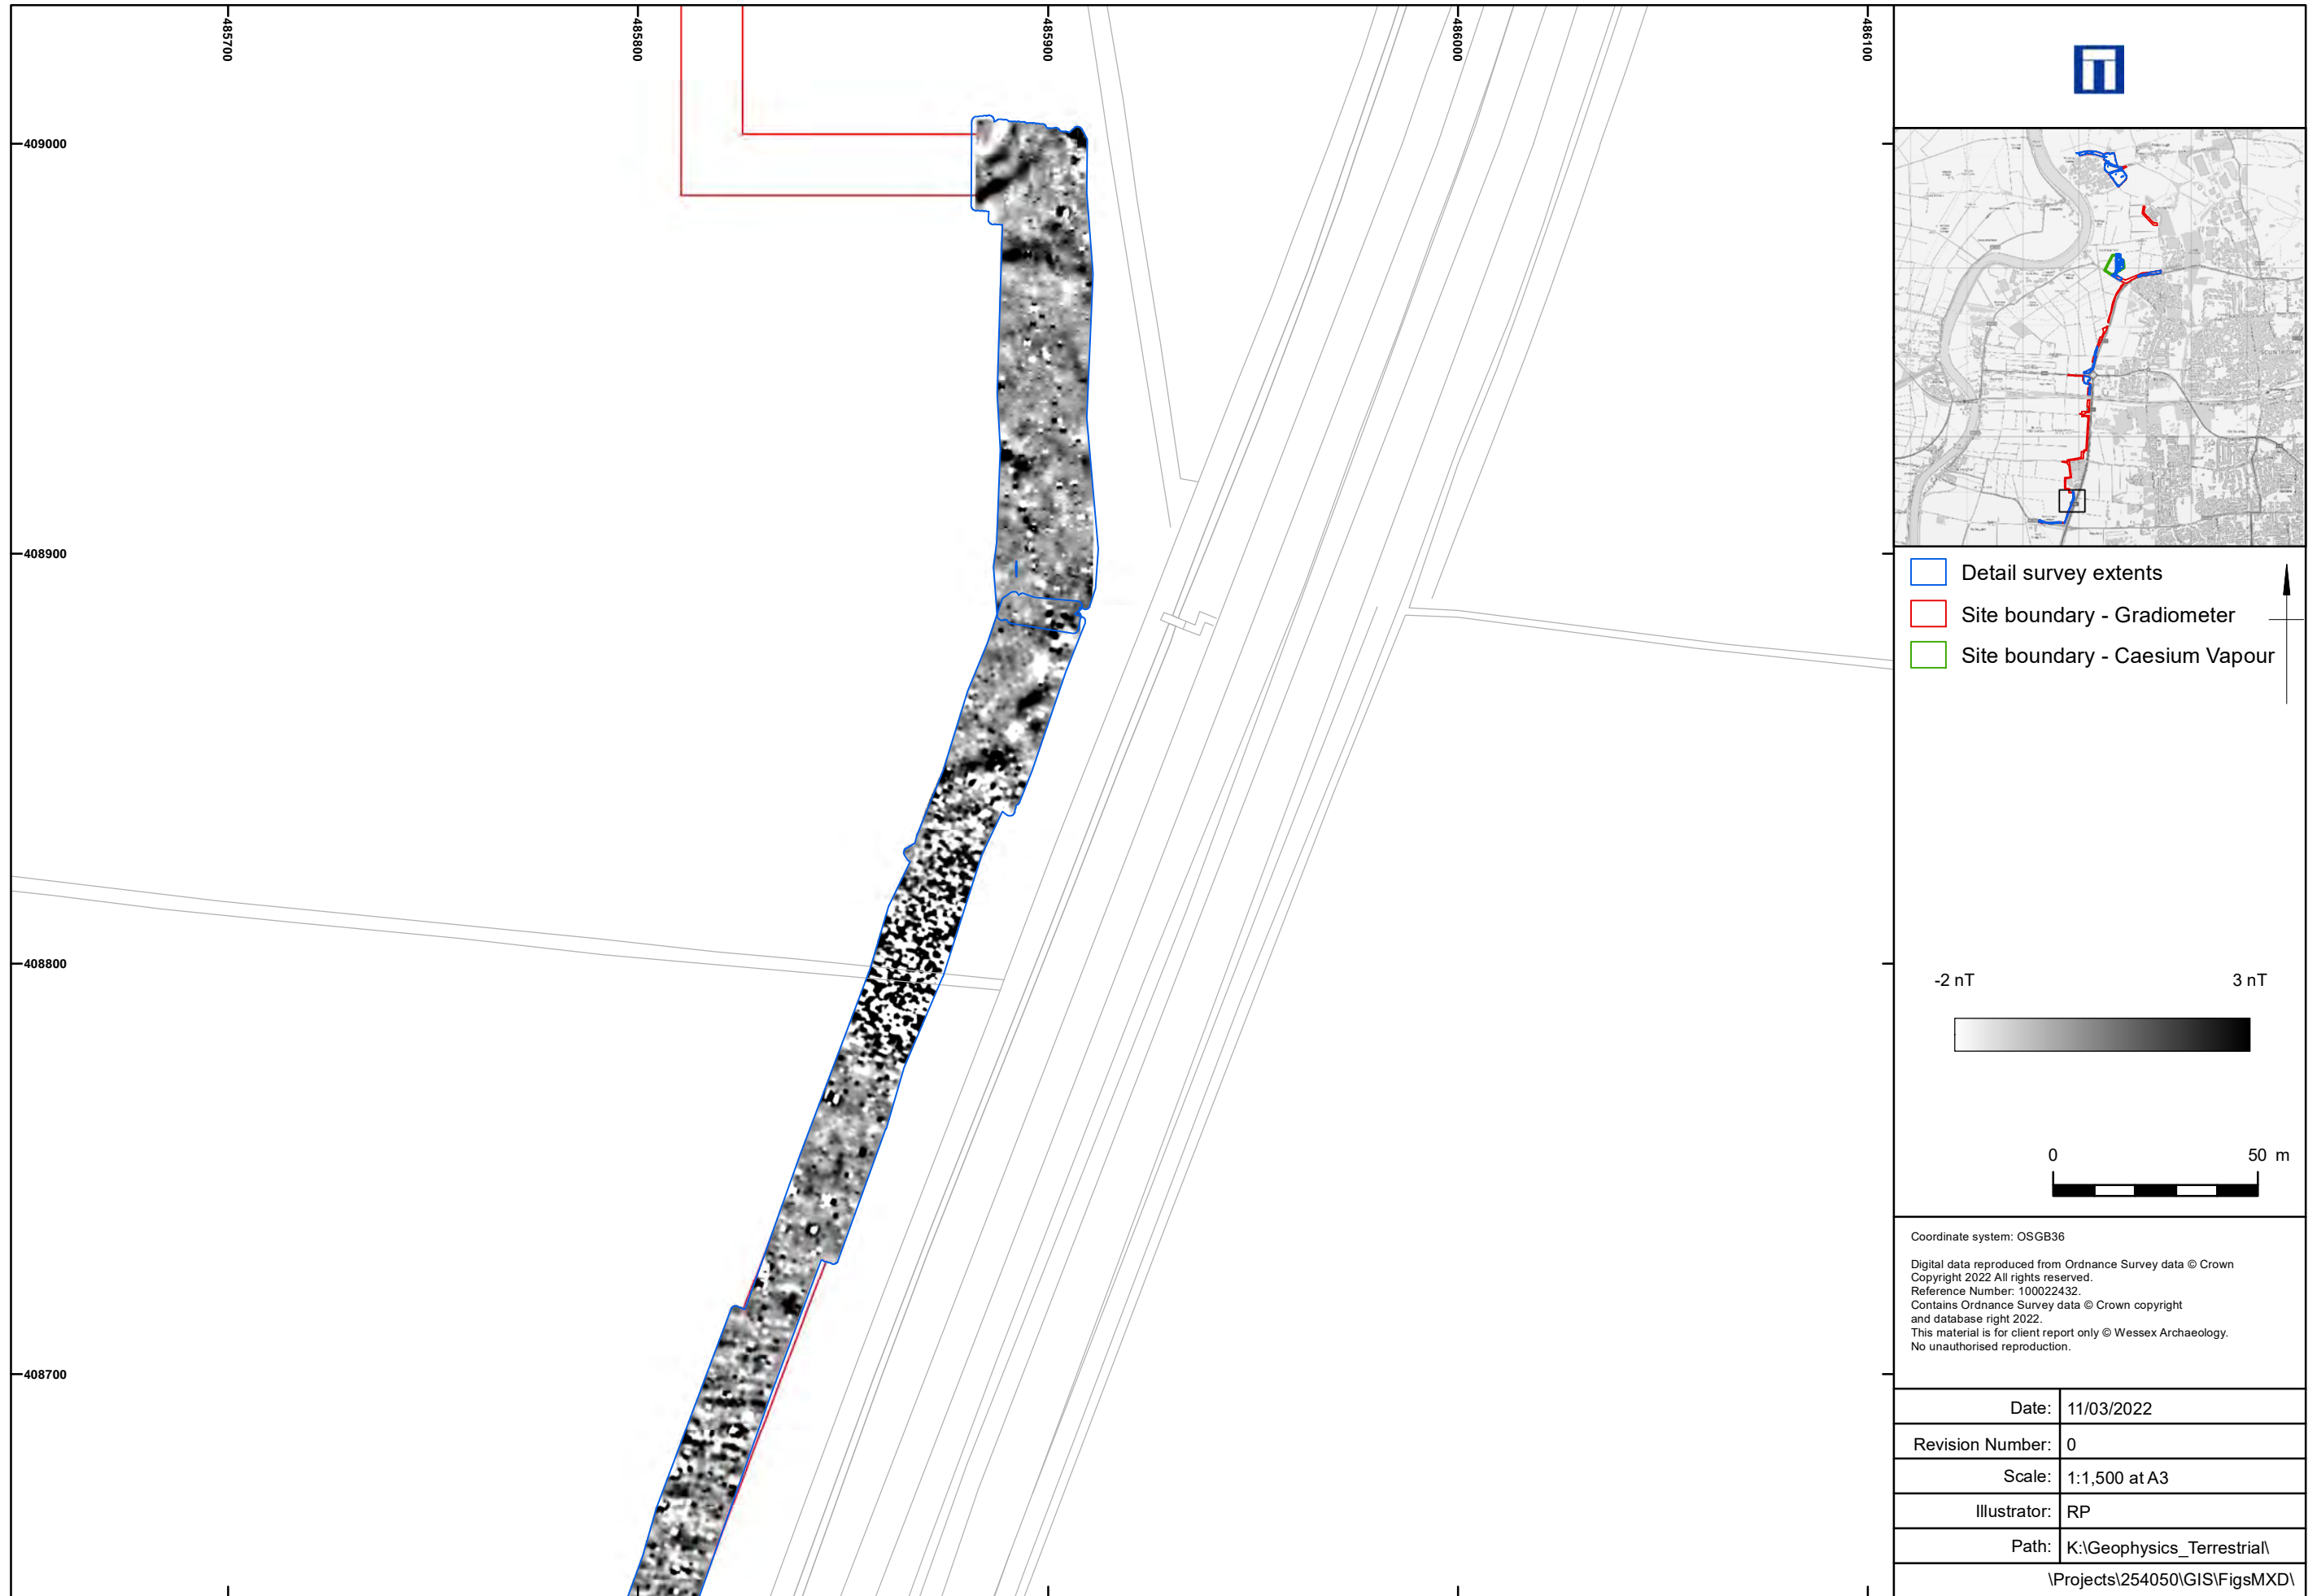 485700
485800
485900
486000
486100
409000
408900
408800
408700
Detail survey extents
Site boundary - Gradiometer
Site boundary - Caesium Vapour
-2 nT
3 nT
0
50 m
Coordinate system: OSGB36
Digital data reproduced from Ordnance Survey data © Crown
Copyright 2022 All rights reserved.
Reference Number: 100022432.
Contains Ordnance Survey data © Crown copyright
and database right 2022.
This material is for client report only © Wessex Archaeology.
No unauthorised reproduction.
Date: 11/03/2022
Revision Number: 0
Scale: 1:1,500 at A3
Illustrator: RP
Path: K:\Geophysics_Terrestrial\
\Projects\254050\GIS\FigsMXD\